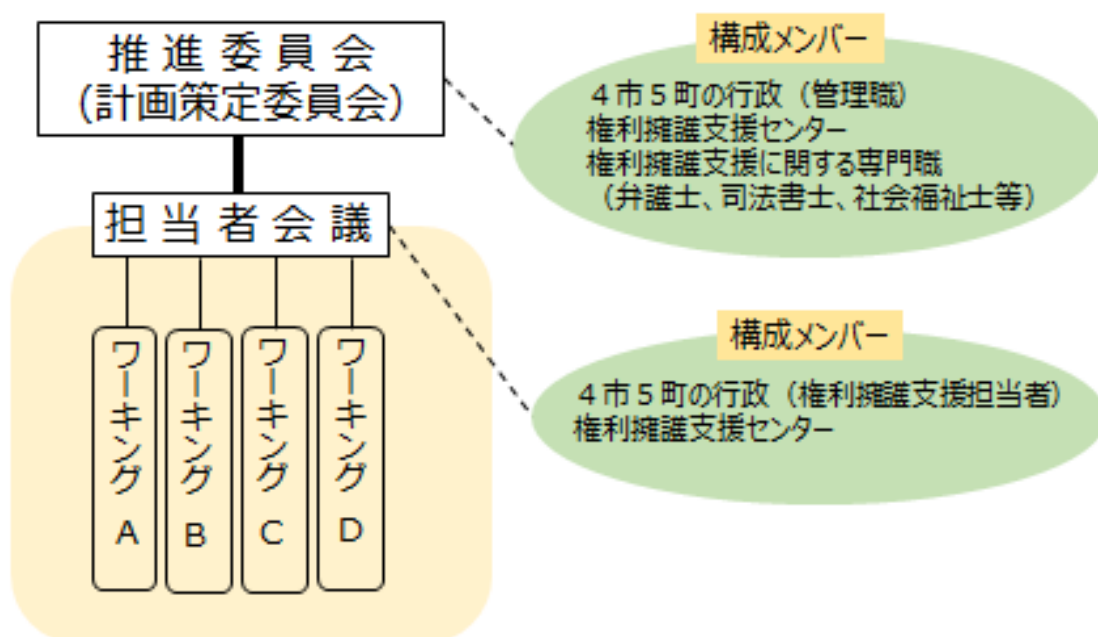 推進委員会
(計画策定委員会)
構成メンバー
４市５町の行政（管理職）
権利擁護支援センター
権利擁護支援に関する専門職
（弁護士、司法書士、社会福祉士等）
担当者会議
ワーキング A
ワーキング B
ワーキング C
ワーキング D
構成メンバー
４市５町の行政（権利擁護支援担当者）
権利擁護支援センター